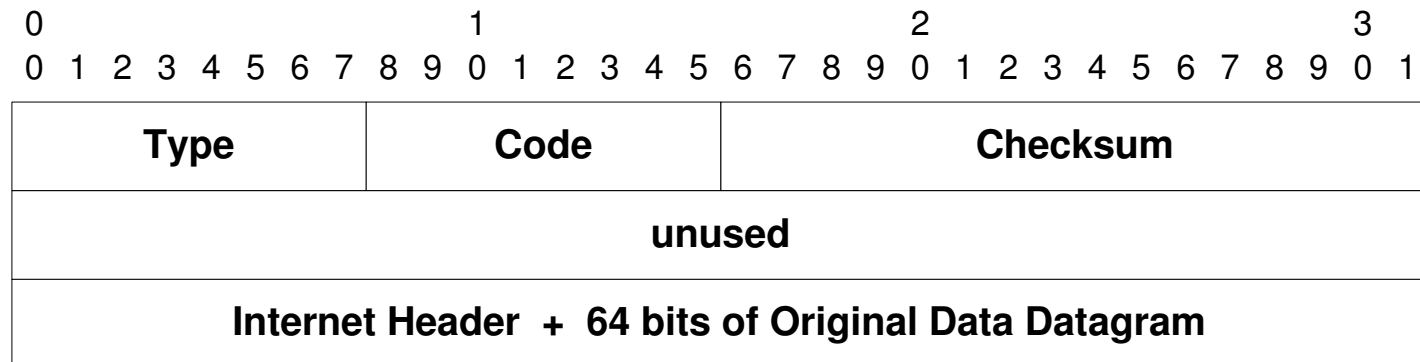 0 1 2 3
0 1 2 3 4 5 6 7 8 9 0 1 2 3 4 5 6 7 8 9 0 1 2 3 4 5 6 7 8 9 0 1
Type Code Checksum
unused
Internet Header + 64 bits of Original Data Datagram